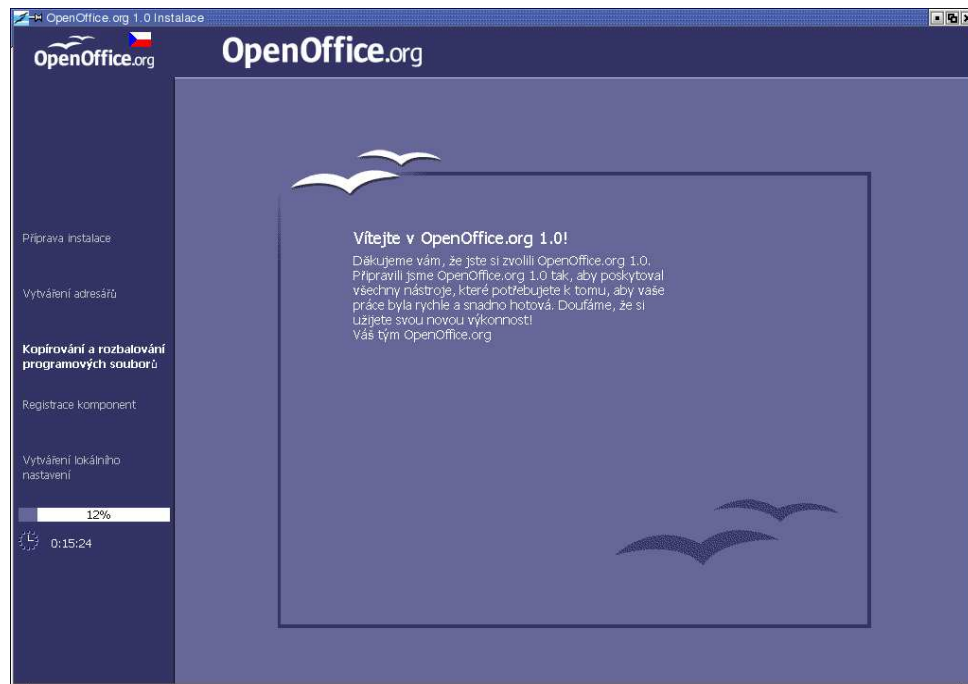 OpenOffice.org 1.0 Instalace
OpenOffice.org
OpenOffice.org
Příprava instalace
Vytváření adresářů
Kopírování a rozbalování
programových souborů
Registrace komponent
Vytváření lokálního
nastavení
12%
0:15:24
Vítejte v OpenOffice.org 1.0!
Děkujeme vám, že jste si zvolili OpenOffice.org 1.0.
Připravili jsme OpenOffice.org 1.0 tak, aby poskytoval
všechny nástroje, které potřebujete k tomu, aby vaše
práce byla rychle a snadno hotová. Doufáme, že si
užijete svou novou výkonnost!
Váš tým OpenOffice.org